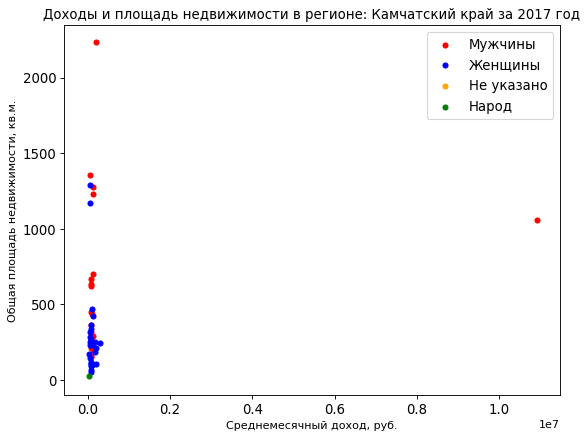 Доходы и площадь недвижимости в регионе: Камчатский край за 2017 год
Мужчины
Женщины
Не указано
Народ
Общая площадь недвижимости, кв.м.
2000
1500
1000
500
0
0.0 0.2 0.4 0.6 0.8 1.0
1e7
Среднемесячный доход, руб.